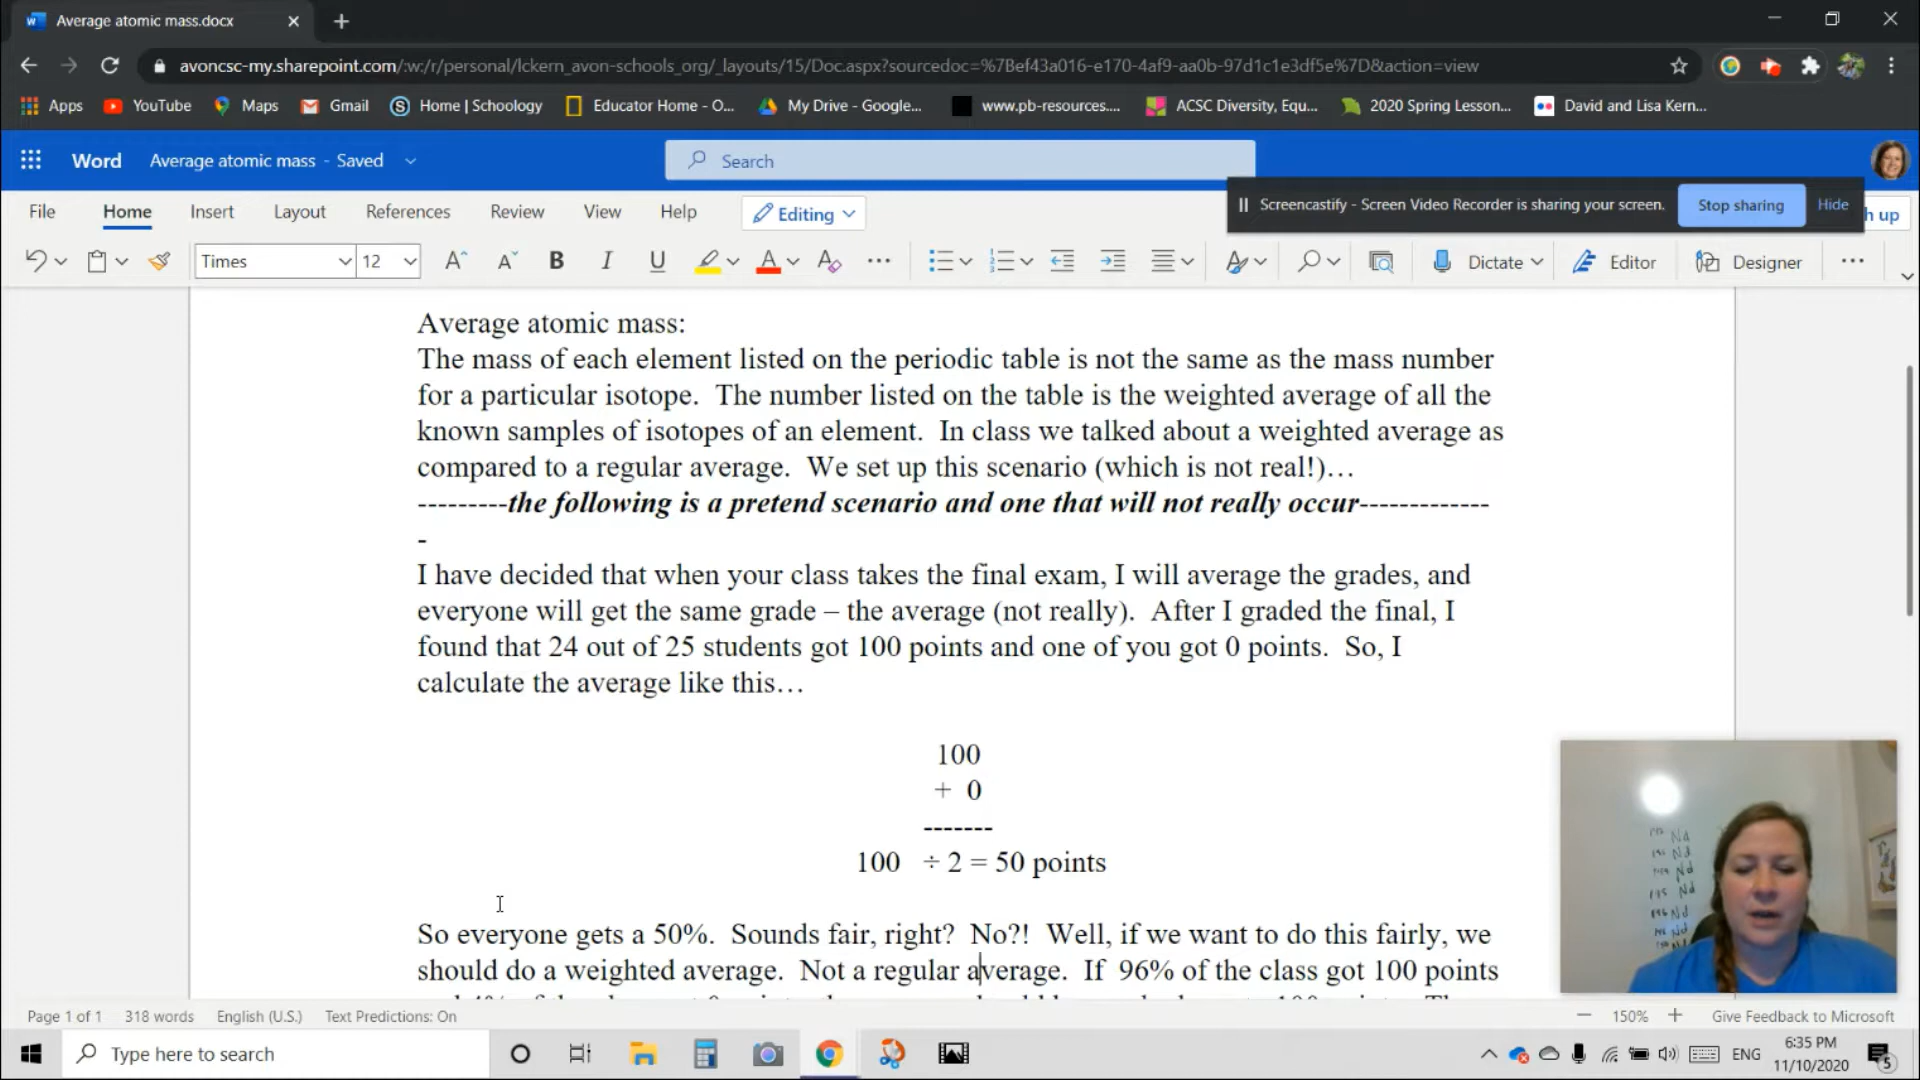 Average atomic mass.docx
avoncsc-my.sharepoint.com/:w:/r/personal/lckern_avon-schools_org/_layouts/15/Doc.aspx?sourcedoc=%7Bef43a016-e170-4af9-aa0b-97d1c1e3df5e%7D&action=view
Apps YouTube Maps Gmail Home | Schoology Educator Home - O... My Drive - Google... www.pb-resources.... ACSC Diversity, Equ... 2020 Spring Lesson... David and Lisa Kern...
Word Average atomic mass - Saved Search
Screencastify - Screen Video Recorder is sharing your screen. Stop sharing Hide
File Home Insert Layout References Review View Help Editing h up
Times 12 B I U Dictate Editor Designer
Average atomic mass:
The mass of each element listed on the periodic table is not the same as the mass number
for a particular isotope.  The number listed on the table is the weighted average of all the
known samples of isotopes of an element.  In class we talked about a weighted average as
compared to a regular average.  We set up this scenario (which is not real!)…
---------the following is a pretend scenario and one that will not really occur-------------
-
I have decided that when your class takes the final exam, I will average the grades, and
everyone will get the same grade – the average (not really).  After I graded the final, I
found that 24 out of 25 students got 100 points and one of you got 0 points.  So, I
calculate the average like this…
100
+ 0
-------
100 ÷ 2 = 50 points
So everyone gets a 50%.  Sounds fair, right?  No?!  Well, if we want to do this fairly, we
should do a weighted average.  Not a regular average.  If 96% of the class got 100 points
Page 1 of 1 318 words English (U.S.) Text Predictions: On 150% Give Feedback to Microsoft
Type here to search ENG 6:35 PM
11/10/2020 5